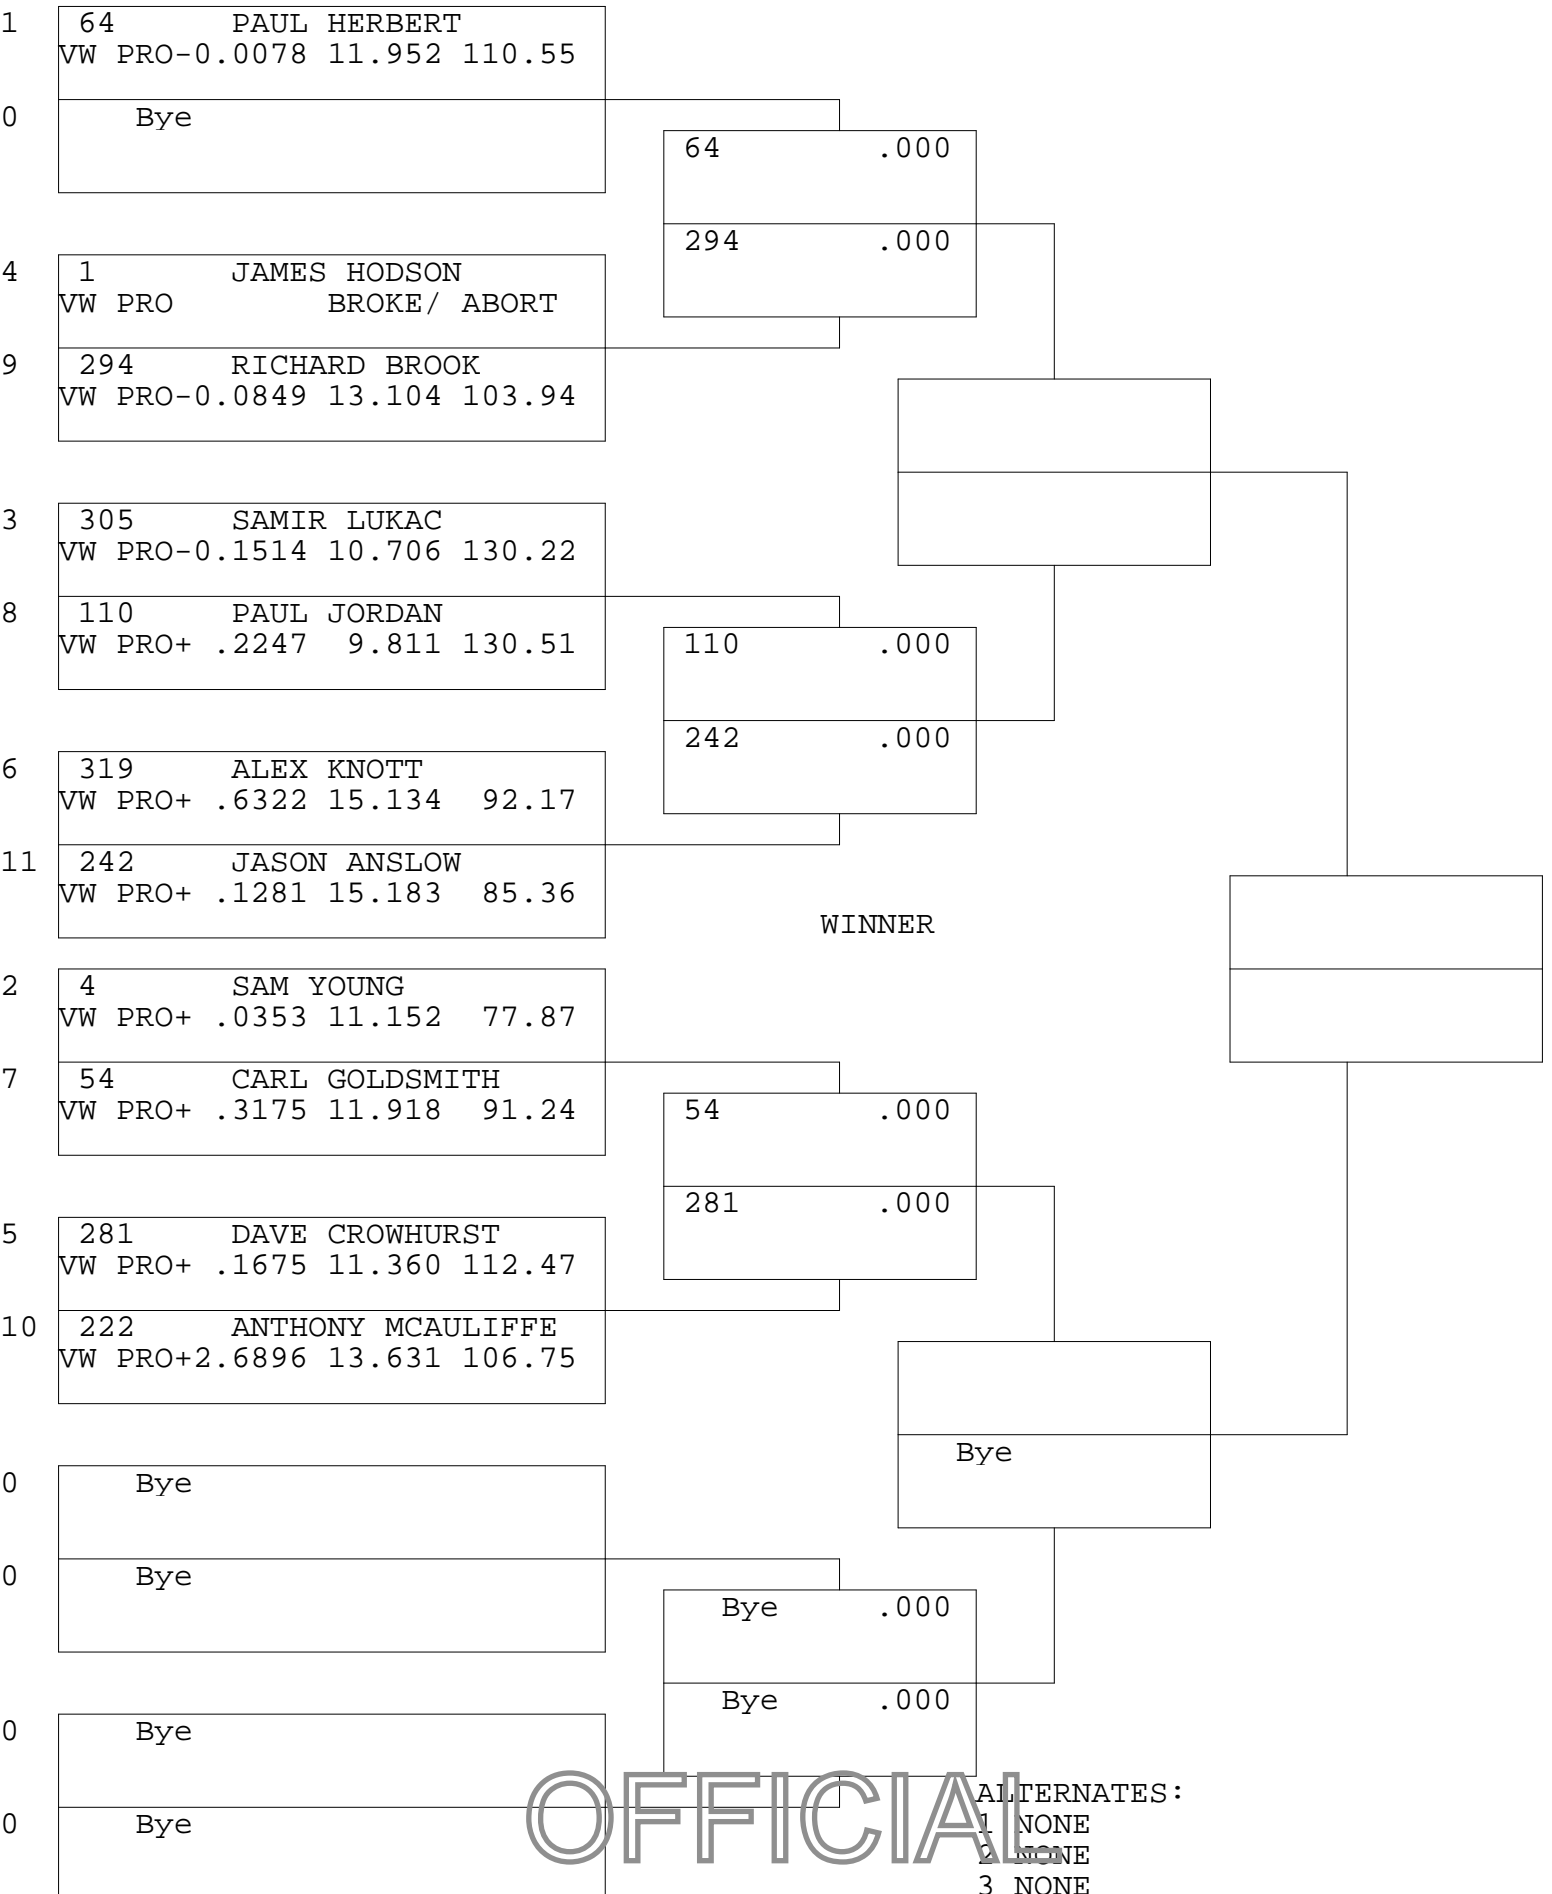 1 64 PAUL HERBERT
VW PRO-0.0078 11.952 110.55
0 Bye
64 .000
294 .000
4 1 JAMES HODSON
VW PRO BROKE/ ABORT
9 294 RICHARD BROOK
VW PRO-0.0849 13.104 103.94
3 305 SAMIR LUKAC
VW PRO-0.1514 10.706 130.22
8 110 PAUL JORDAN
VW PRO+ .2247 9.811 130.51
110 .000
242 .000
6 319 ALEX KNOTT
VW PRO+ .6322 15.134 92.17
11 242 JASON ANSLOW
VW PRO+ .1281 15.183 85.36
WINNER
2 4 SAM YOUNG
VW PRO+ .0353 11.152 77.87
7 54 CARL GOLDSMITH
VW PRO+ .3175 11.918 91.24
54 .000
281 .000
5 281 DAVE CROWHURST
VW PRO+ .1675 11.360 112.47
10 222 ANTHONY MCAULIFFE
VW PRO+2.6896 13.631 106.75
Bye
0 Bye
0 Bye
Bye .000
Bye .000
0 Bye
0 Bye
OFFICIAL
ALTERNATES:
1 NONE
2 NONE
3 NONE